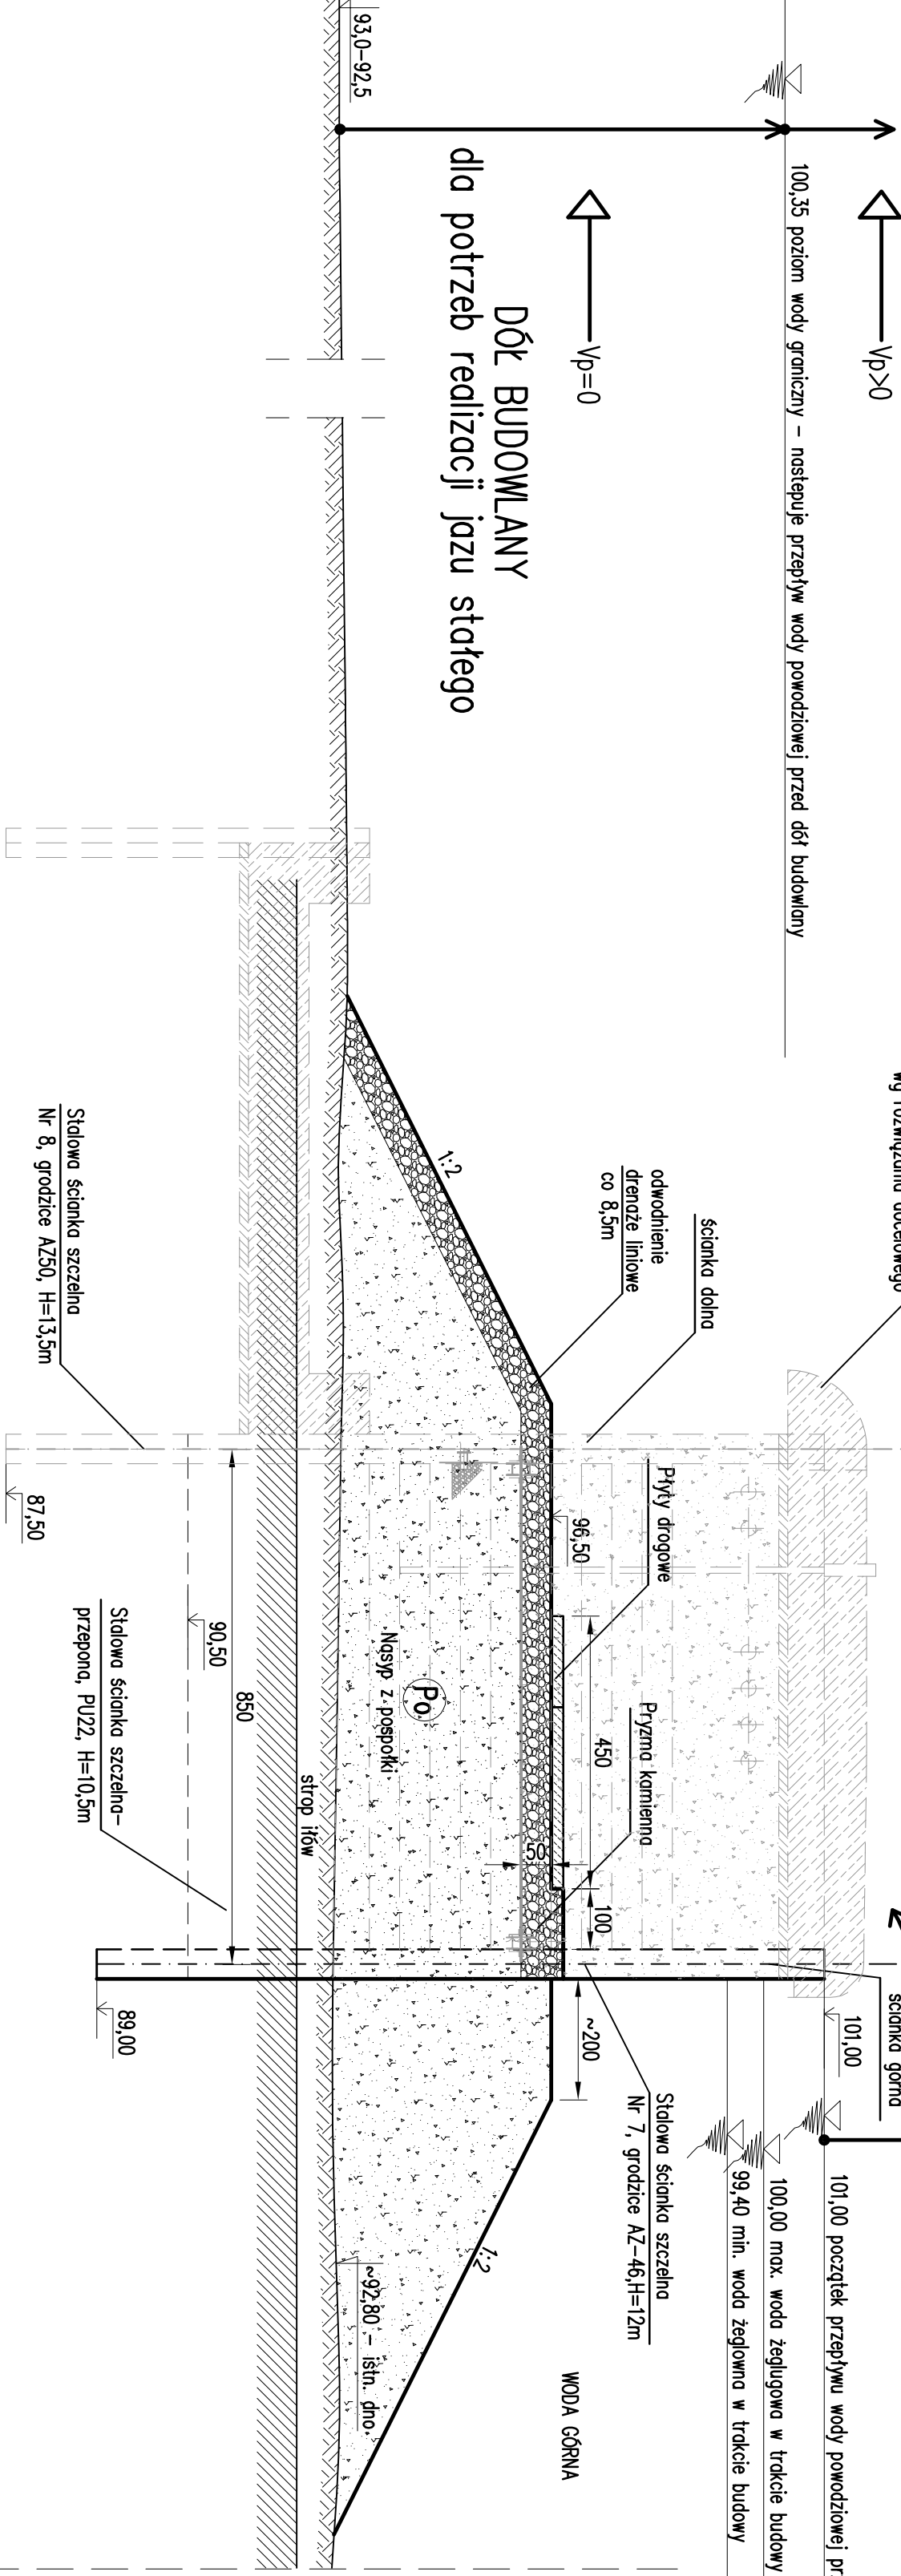 93,0-92,5
100,35 poziom wody graniczny - nastepuje przepływ wody powodziowej przed dół budowlany
Vp>0
Vp=0
DÓŁ BUDOWLANY
dla potrzeb realizacji jazu stałego
wg rozwiązania docelowego
ścianka dolna
odwodnienie
drenaże liniowe
co 8,5m
1:2
Stalowa ścianka szczelna
Nr 8, grodzice AZ50, H=13,5m
87,50
96,50
Płyty drogowe
450
Pryzma kamienna
50
100
Po
Nasyp z pospółki
90,50
850
strop iłów
Stalowa ścianka szczelna-
przepona, PU22, H=10,5m
89,00
ścianka górna
101,00
~200
Stalowa ścianka szczelna
Nr 7, grodzice AZ-46,H=12m
101,00 początek przepływu wody powodziowej
100,00 max. woda żeglugowa w trakcie budowy
99,40 min. woda żeglowna w trakcie budowy
1:2
~92,80 - istn. dno.
WODA GÓRNA